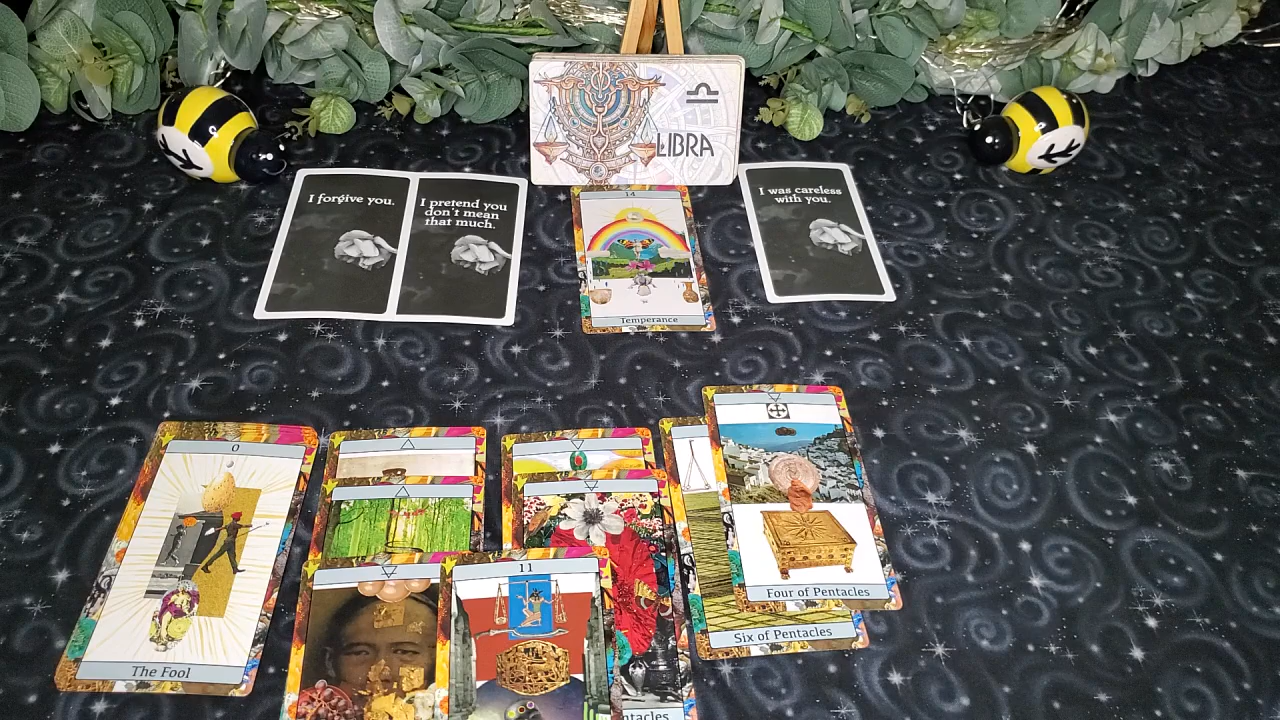 LIBRA
I forgive you.
I pretend you
don't mean
that much.
14
Temperance
I was careless
with you.
0
The Fool
11
Four of Pentacles
Six of Pentacles
ntacles